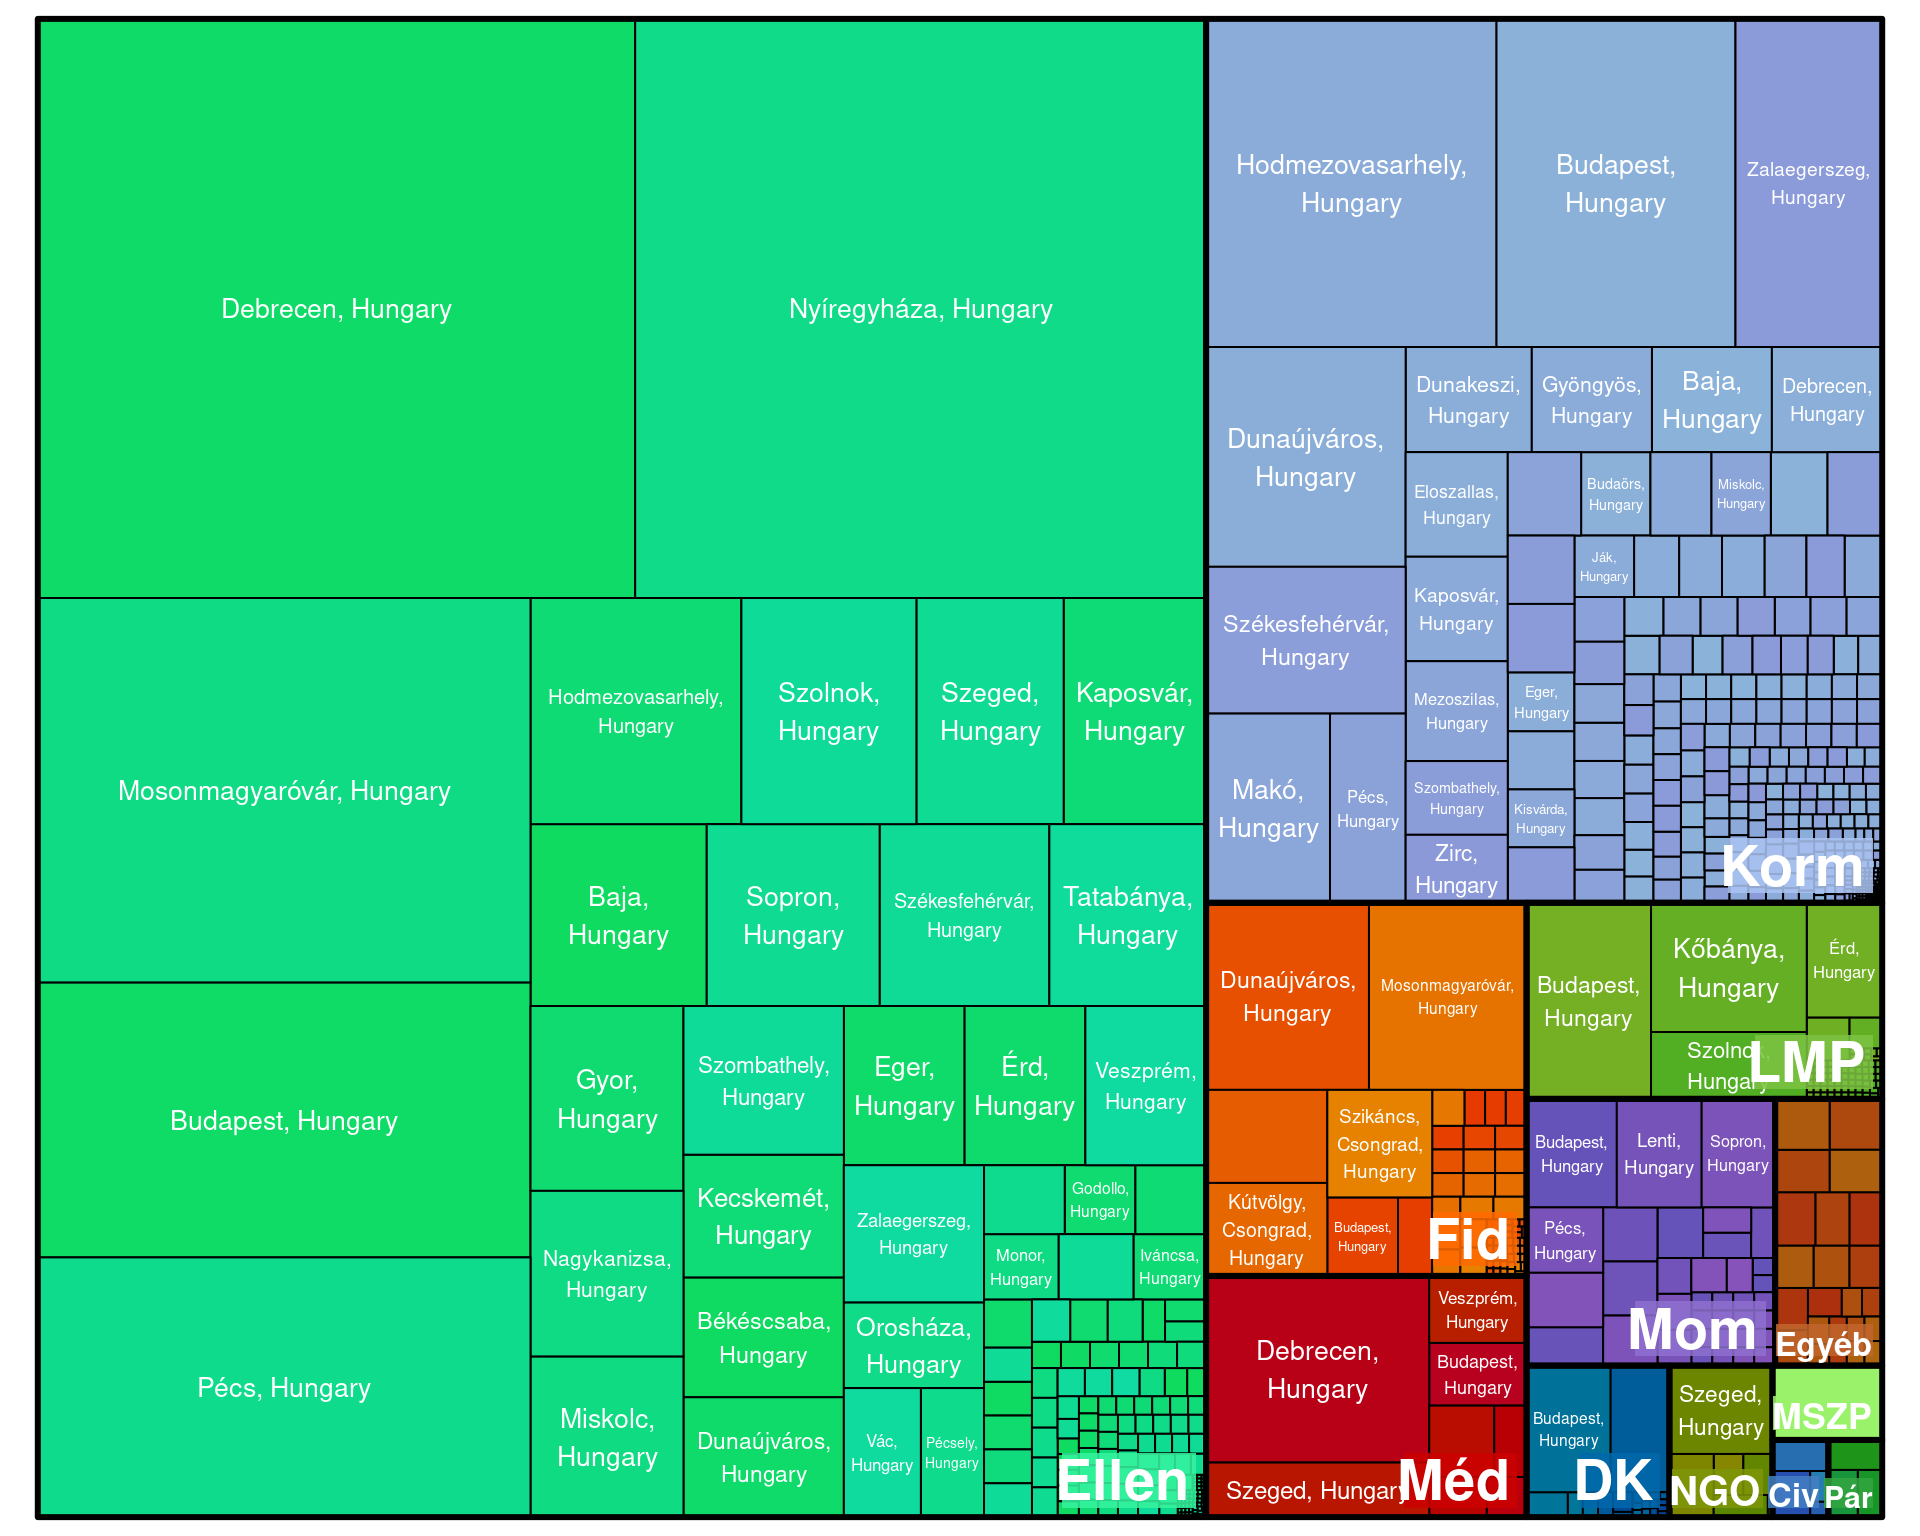 Debrecen, Hungary
Nyíregyháza, Hungary
Mosonmagyaróvár, Hungary
Budapest, Hungary
Pécs, Hungary
Hodmezovasarhely,
Hungary
Szolnok,
Hungary
Szeged,
Hungary
Kaposvár,
Hungary
Baja,
Hungary
Sopron,
Hungary
Székesfehérvár,
Hungary
Tatabánya,
Hungary
Gyor,
Hungary
Szombathely,
Hungary
Eger,
Hungary
Érd,
Hungary
Veszprém,
Hungary
Nagykanizsa,
Hungary
Kecskemét,
Hungary
Zalaegerszeg,
Hungary
Godollo,
Hungary
Monor,
Hungary
Iváncsa,
Hungary
Miskolc,
Hungary
Békéscsaba,
Hungary
Orosháza,
Hungary
Dunaújváros,
Hungary
Vác,
Hungary
Pécsely,
Hungary
Ellen
Hodmezovasarhely,
Hungary
Budapest,
Hungary
Zalaegerszeg,
Hungary
Dunaújváros,
Hungary
Dunakeszi,
Hungary
Gyöngyös,
Hungary
Baja,
Hungary
Debrecen,
Hungary
Eloszallas,
Hungary
Budaörs,
Hungary
Miskolc,
Hungary
Ják,
Hungary
Székesfehérvár,
Hungary
Kaposvár,
Hungary
Mezoszilas,
Hungary
Eger,
Hungary
Makó,
Hungary
Pécs,
Hungary
Szombathely,
Hungary
Kisvárda,
Hungary
Zirc,
Hungary
Korm
Dunaújváros,
Hungary
Mosonmagyaróvár,
Hungary
Szikáncs,
Csongrad,
Hungary
Kútvölgy,
Csongrad,
Hungary
Budapest,
Hungary
Fid
Budapest,
Hungary
Kőbánya,
Hungary
Érd,
Hungary
Szolnok,
Hungary
LMP
Debrecen,
Hungary
Veszprém,
Hungary
Budapest,
Hungary
Szeged, Hungary
Méd
Budapest,
Hungary
Lenti,
Hungary
Sopron,
Hungary
Pécs,
Hungary
Mom
Egyéb
Budapest,
Hungary
DK
Szeged,
Hungary
NGO
MSZP
Civ
Pár